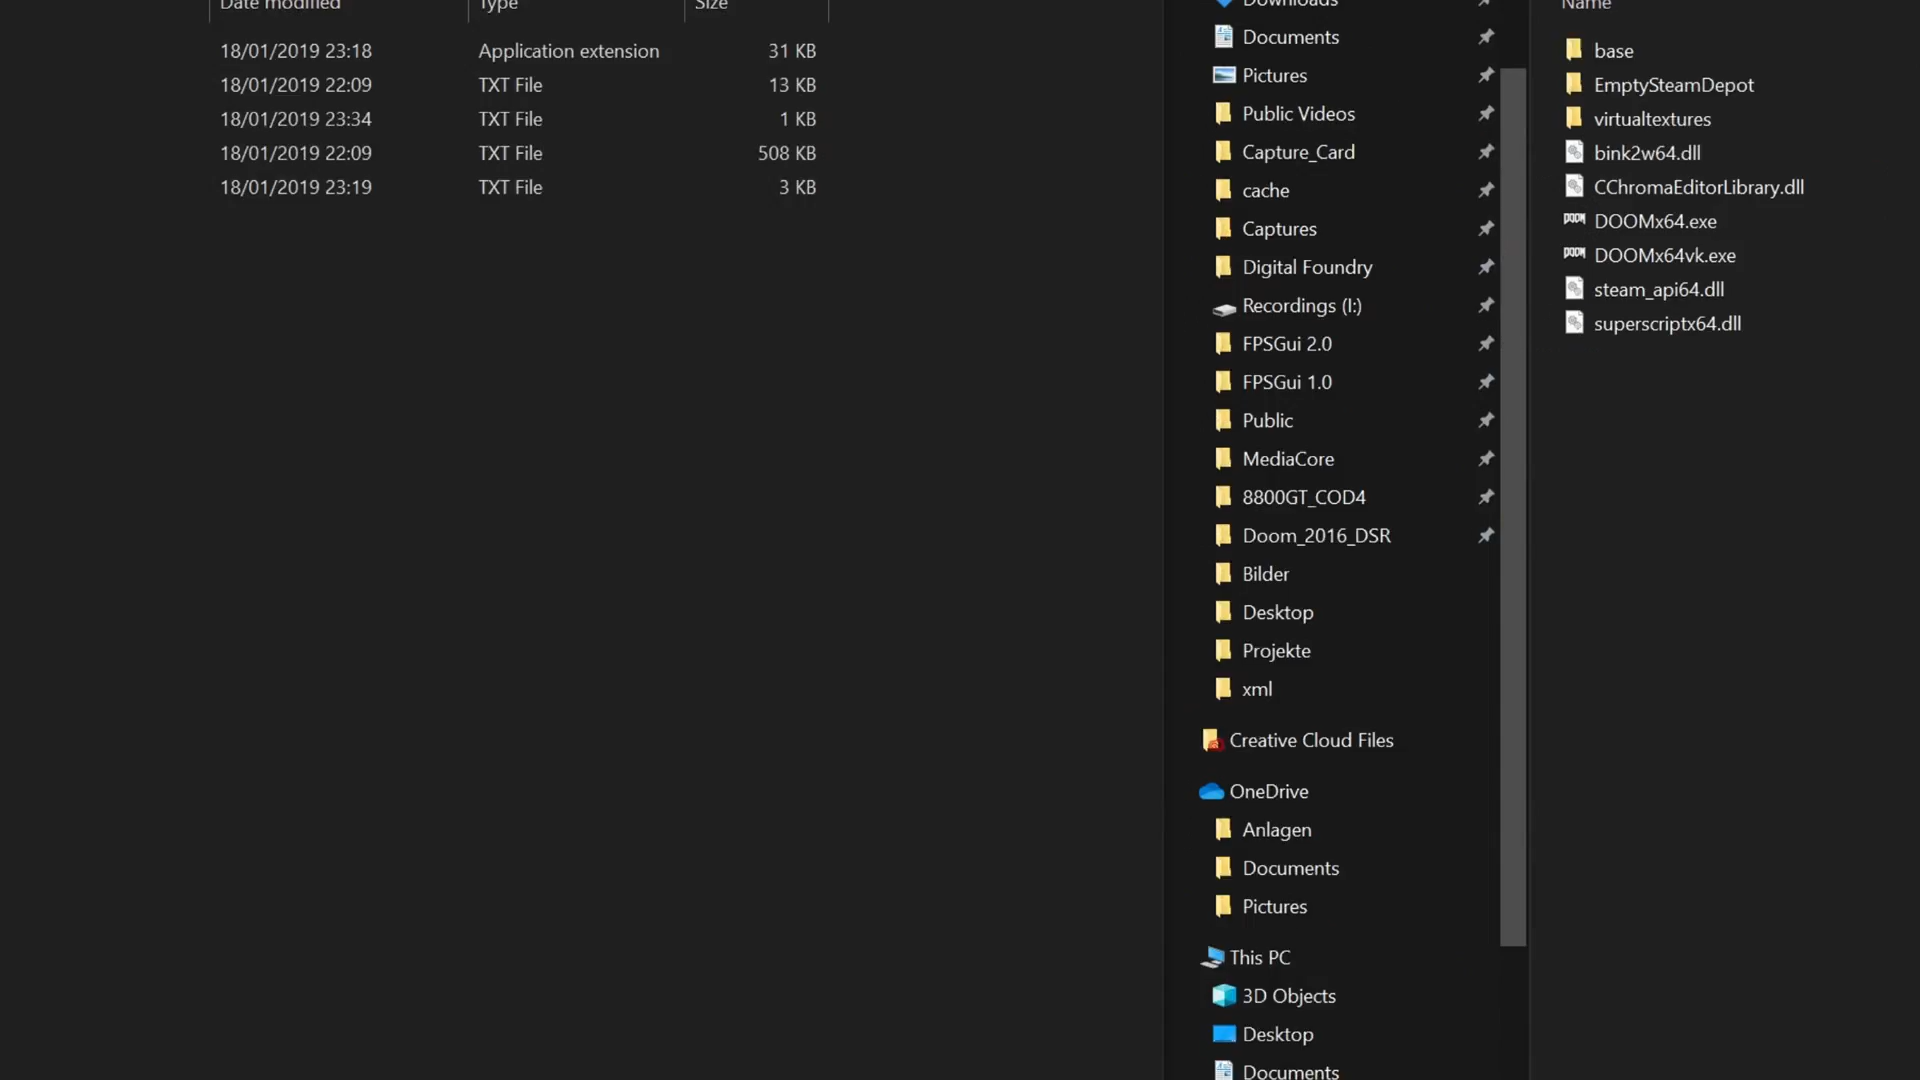 Date modified Type Size
18/01/2019 23:18 Application extension 31 KB
18/01/2019 22:09 TXT File 13 KB
18/01/2019 23:34 TXT File 1 KB
18/01/2019 22:09 TXT File 508 KB
18/01/2019 23:19 TXT File 3 KB
Downloads
Documents
Pictures
Public Videos
Capture_Card
cache
Captures
Digital Foundry
Recordings (I:)
FPSGui 2.0
FPSGui 1.0
Public
MediaCore
8800GT_COD4
Doom_2016_DSR
Bilder
Desktop
Projekte
xml
Creative Cloud Files
OneDrive
Anlagen
Documents
Pictures
This PC
3D Objects
Desktop
Documents
Name
base
EmptySteamDepot
virtualtextures
bink2w64.dll
CChromaEditorLibrary.dll
DOOM DOOMx64.exe
DOOM DOOMx64vk.exe
steam_api64.dll
superscriptx64.dll